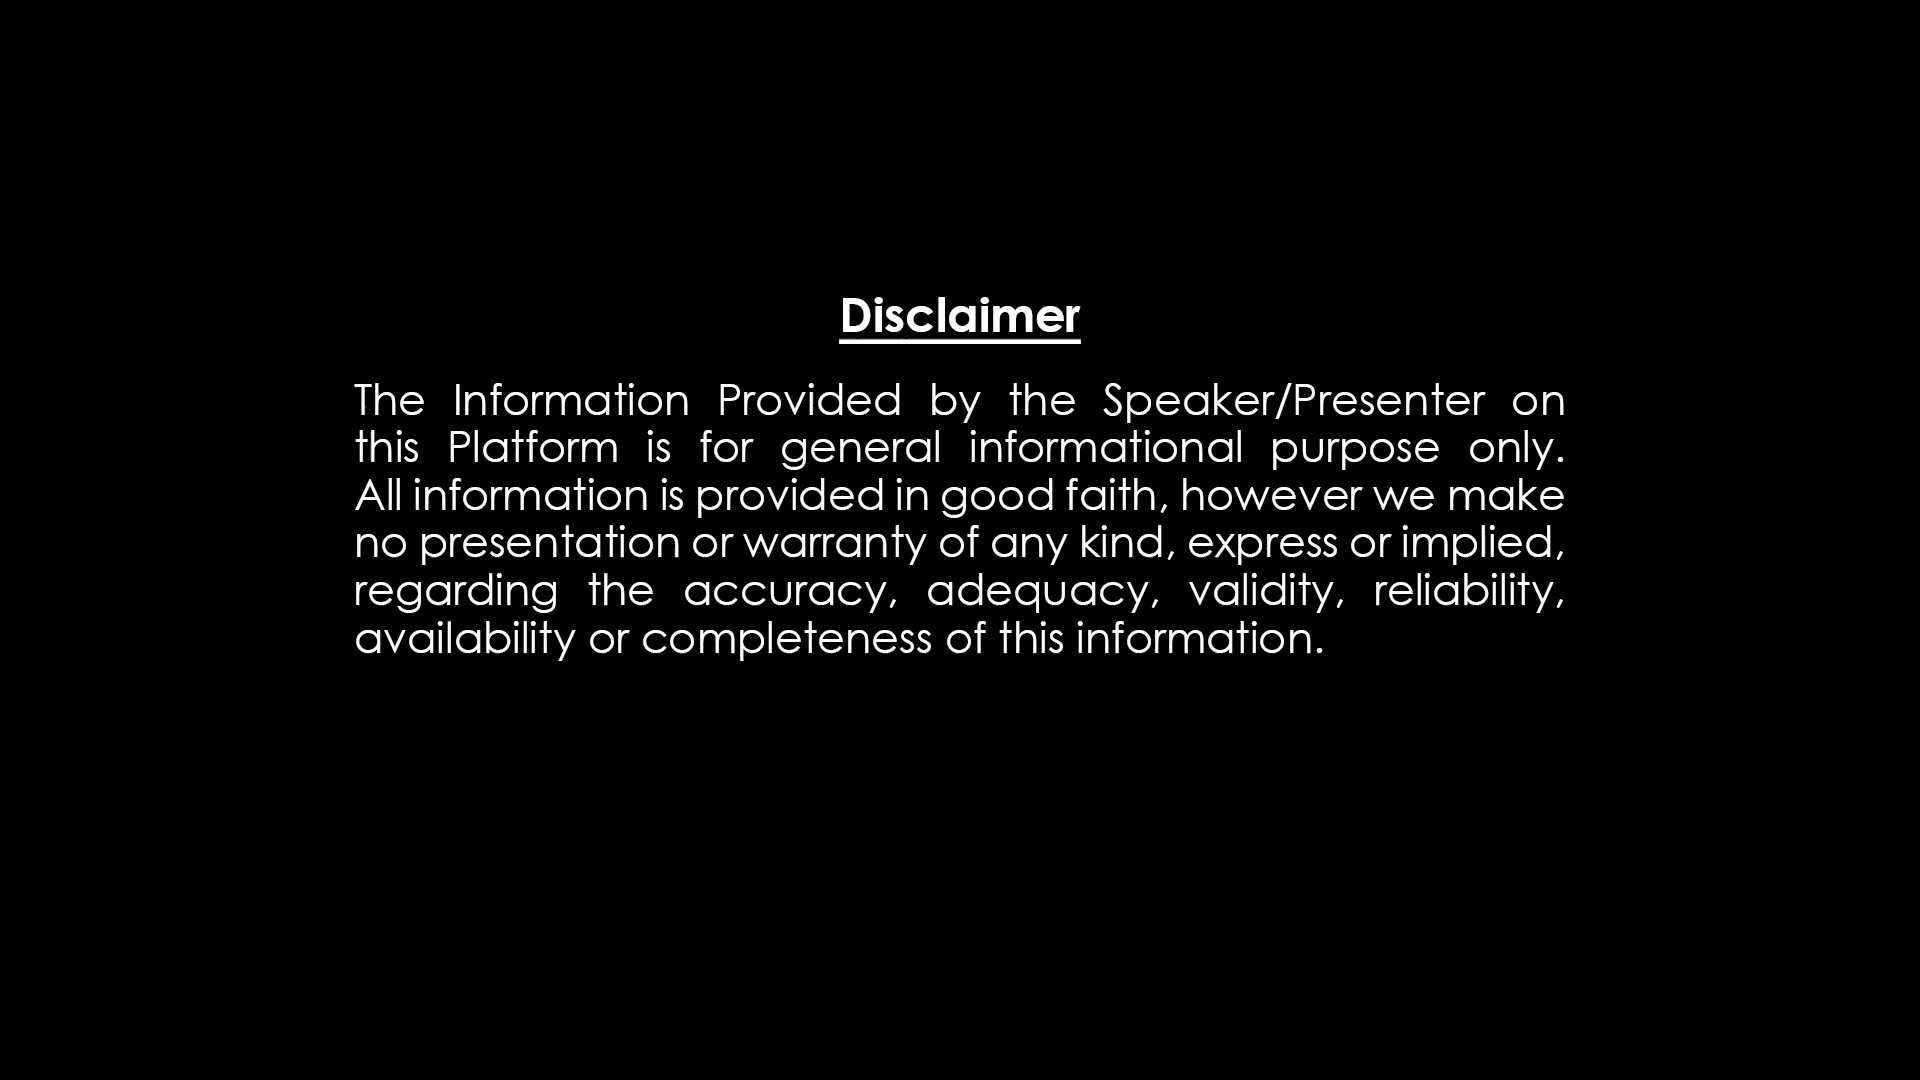 Disclaimer
The Information Provided by the Speaker/Presenter on
this Platform is for general informational purpose only.
All information is provided in good faith, however we make
no presentation or warranty of any kind, express or implied,
regarding the accuracy, adequacy, validity, reliability,
availability or completeness of this information.